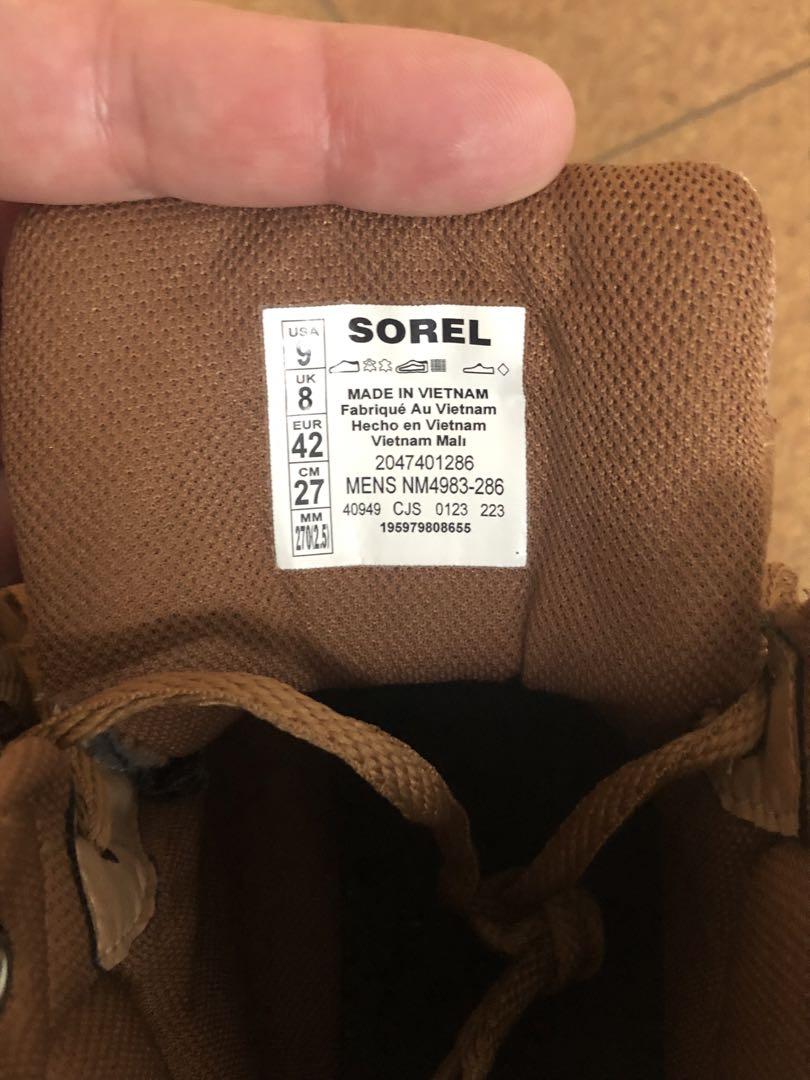 USA
9
UK
8
EUR
42
CM
27
MM
270(2.5)
SOREL
MADE IN VIETNAM
Fabriqué Au Vietnam
Hecho en Vietnam
Vietnam Malı
2047401286
MENS NM4983-286
40949 CJS 0123 223
195979808655